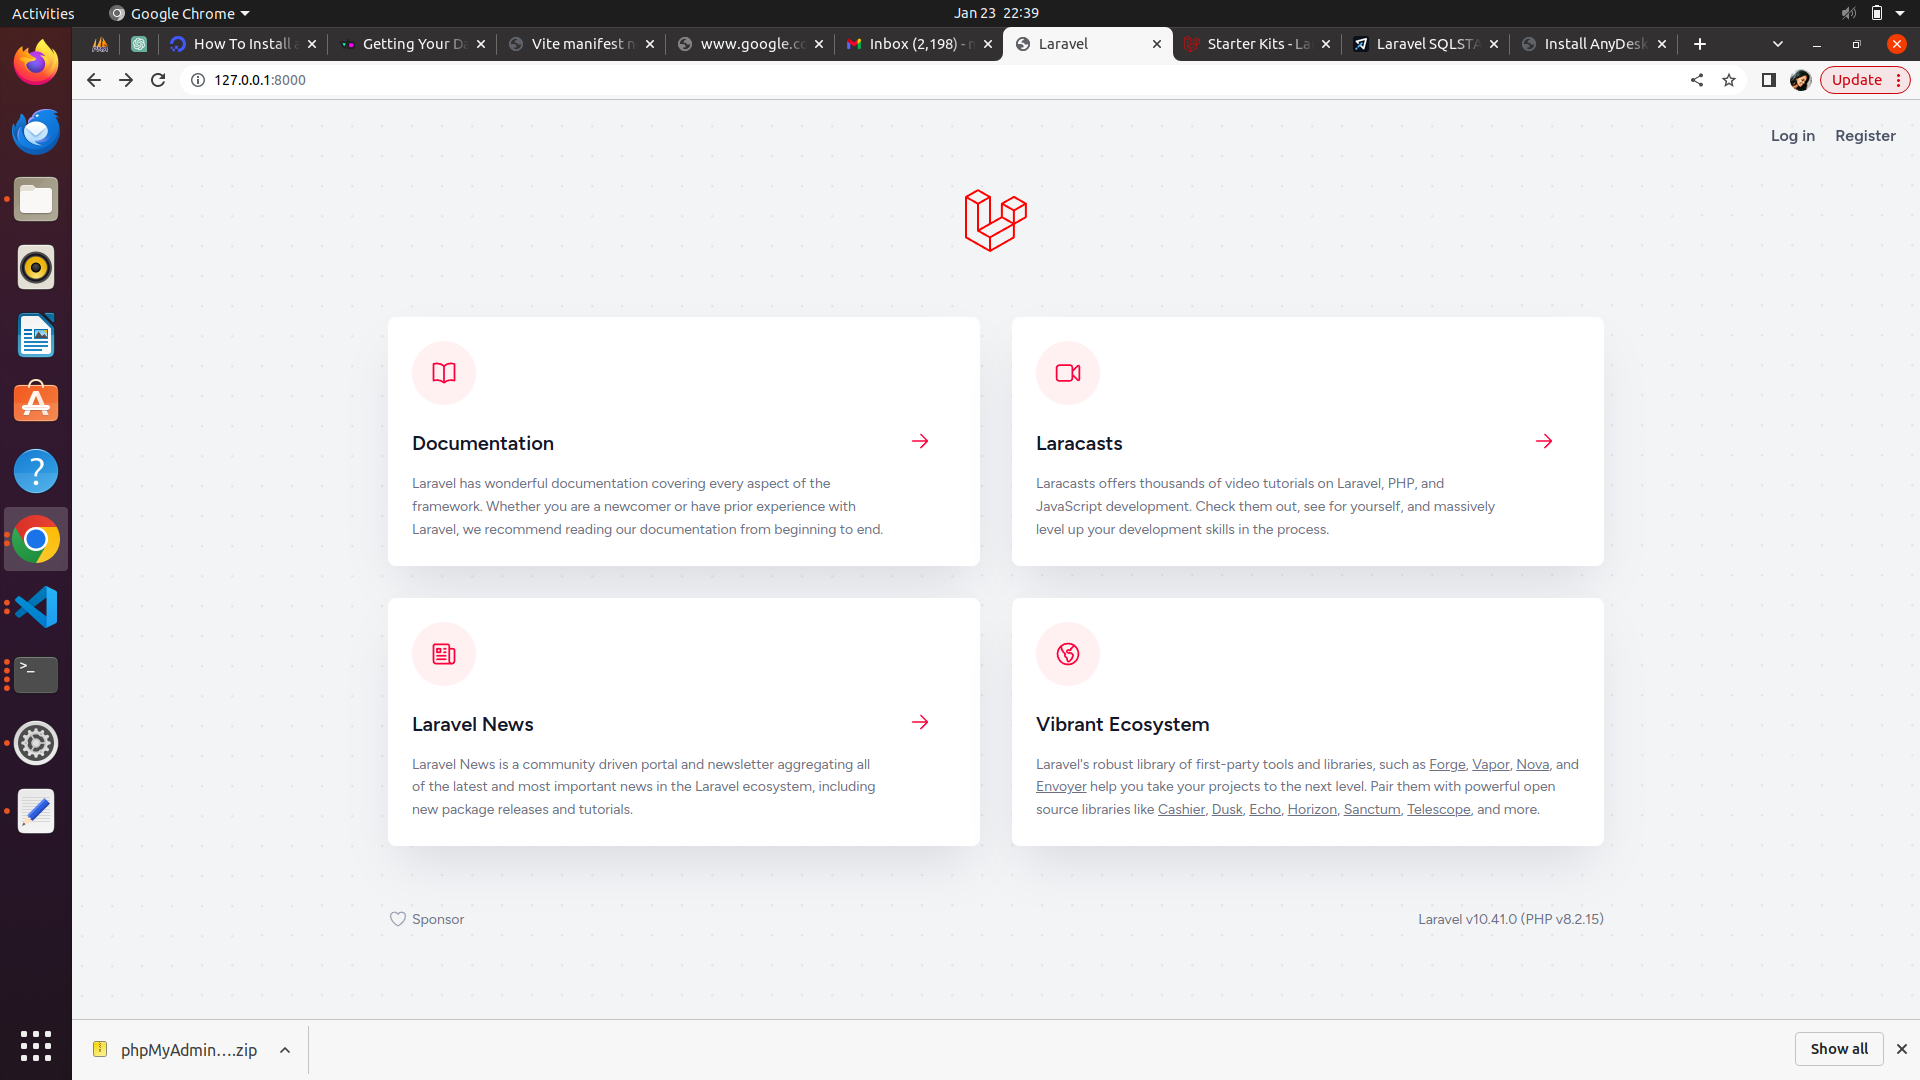 Activities
Google Chrome
Jan 23 22:39
How To Install
Getting Your Da
Vite manifest n
www.google.co
Inbox (2,198) - n
Laravel
Starter Kits - La
Laravel SQLSTA
Install AnyDesk
127.0.0.1:8000
Update
Log in
Register
Documentation
Laravel has wonderful documentation covering every aspect of the
framework. Whether you are a newcomer or have prior experience with
Laravel, we recommend reading our documentation from beginning to end.
Laracasts
Laracasts offers thousands of video tutorials on Laravel, PHP, and
JavaScript development. Check them out, see for yourself, and massively
level up your development skills in the process.
Laravel News
Laravel News is a community driven portal and newsletter aggregating all
of the latest and most important news in the Laravel ecosystem, including
new package releases and tutorials.
Vibrant Ecosystem
Laravel's robust library of first-party tools and libraries, such as Forge, Vapor, Nova, and
Envoyer help you take your projects to the next level. Pair them with powerful open
source libraries like Cashier, Dusk, Echo, Horizon, Sanctum, Telescope, and more.
Sponsor
Laravel v10.41.0 (PHP v8.2.15)
phpMyAdmin....zip
Show all